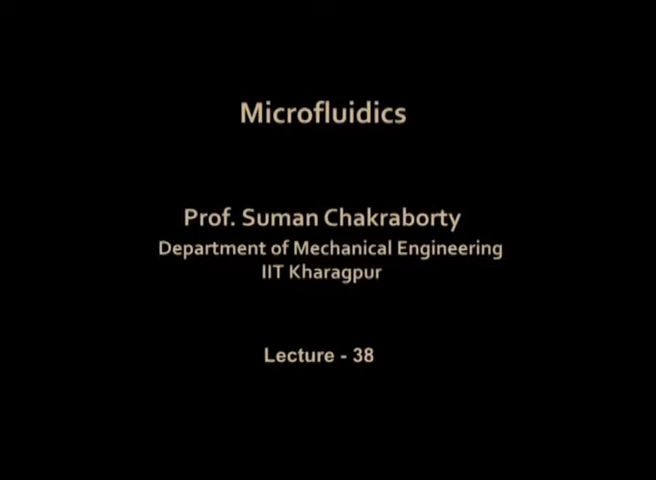 Microfluidics
Prof. Suman Chakraborty
Department of Mechanical Engineering
IIT Kharagpur
Lecture - 38